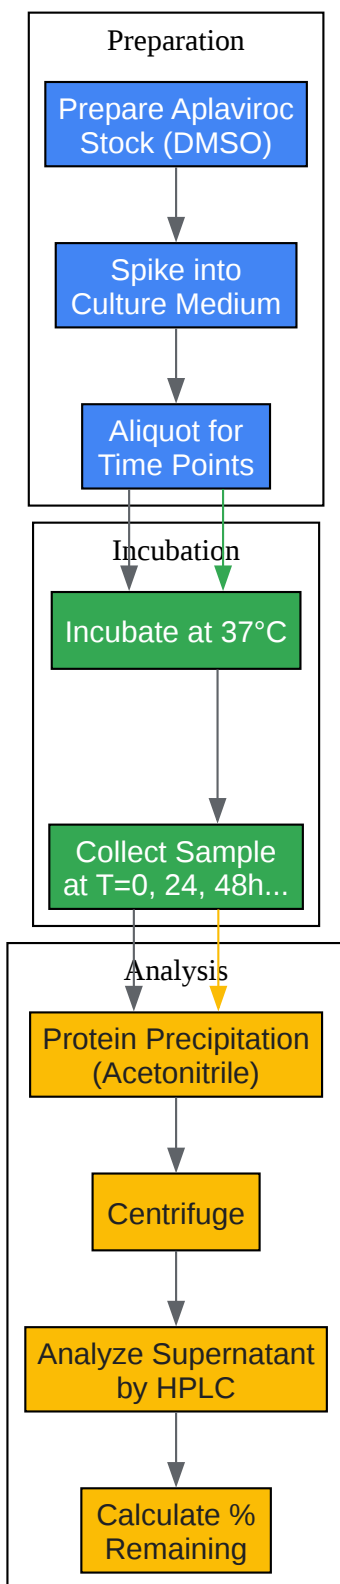 Preparation
Prepare Aplaviroc
Stock (DMSO)
Spike into
Culture Medium
Aliquot for
Time Points
Incubation
Incubate at 37°C
Collect Sample
at T=0, 24, 48h...
Analysis
Protein Precipitation
(Acetonitrile)
Centrifuge
Analyze Supernatant
by HPLC
Calculate %
Remaining